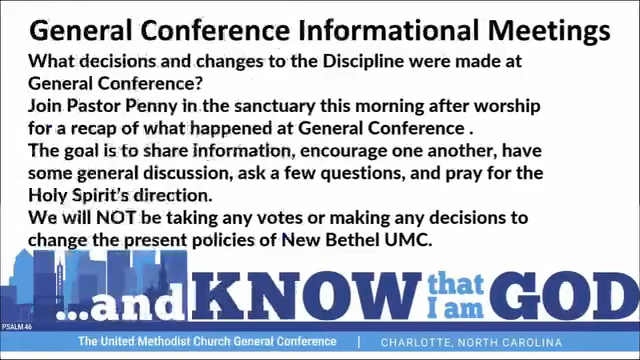 General Conference Informational Meetings
What decisions and changes to the Discipline were made at
General Conference?
Join Pastor Penny in the sanctuary this morning after worship
for a recap of what happened at General Conference .
The goal is to share information, encourage one another, have
some general discussion, ask a few questions, and pray for the
Holy Spirit's direction.
We will NOT be taking any votes or making any decisions to
change the present policies of New Bethel UMC.
...and KNOW that I am GOD
PSALM 46
The United Methodist Church General Conference | CHARLOTTE, NORTH CAROLINA